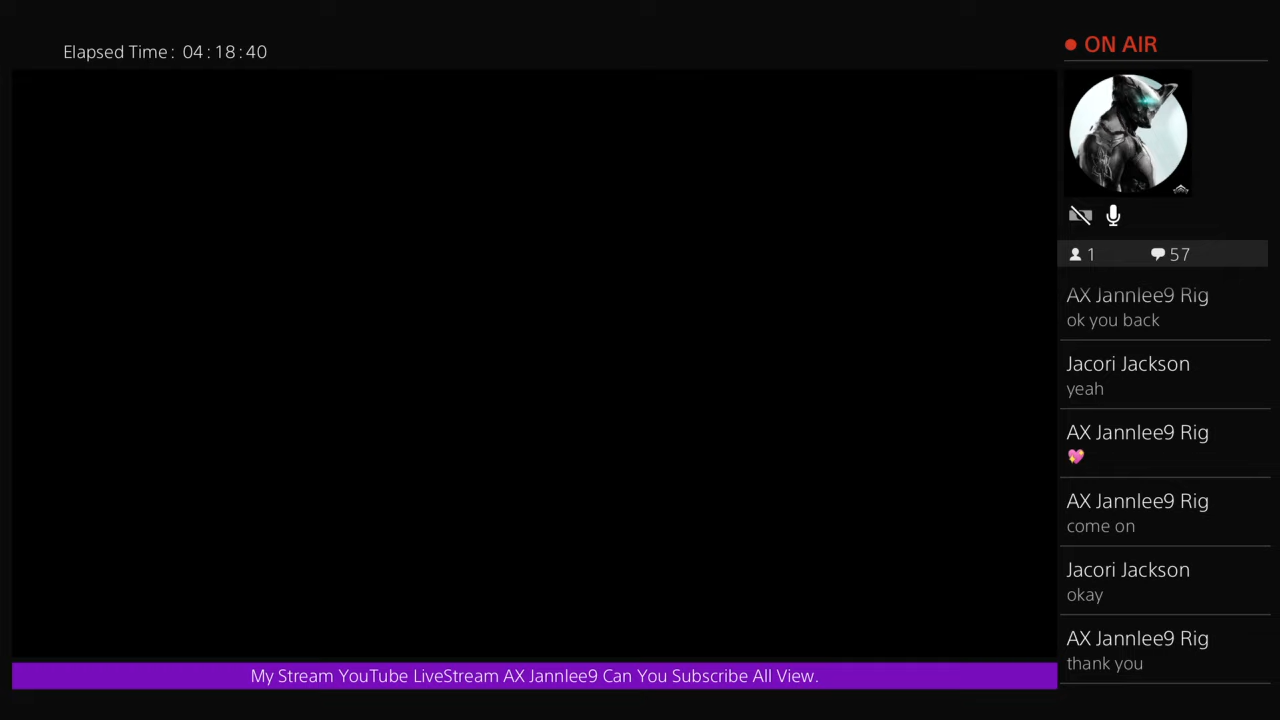 Elapsed Time: 04:18:40
ON AIR
1 57
AX Jannlee9 Rig
ok you back
Jacori Jackson
yeah
AX Jannlee9 Rig
💖
AX Jannlee9 Rig
come on
Jacori Jackson
okay
AX Jannlee9 Rig
thank you
My Stream YouTube LiveStream AX Jannlee9 Can You Subscribe All View.